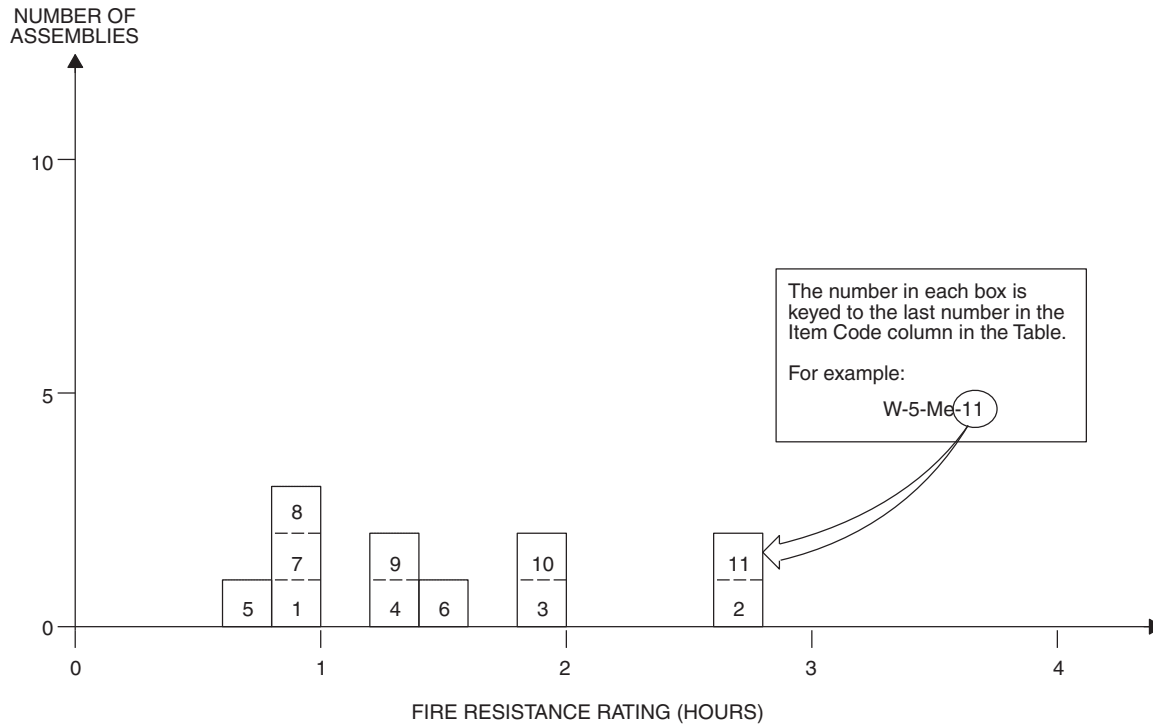 NUMBER OF
ASSEMBLIES
10
5
0
The number in each box is
keyed to the last number in the
Item Code column in the Table.
For example:
W-5-Me-11
8
7
5
1
9
4
6
10
3
11
2
0
1
2
3
4
FIRE RESISTANCE RATING (HOURS)